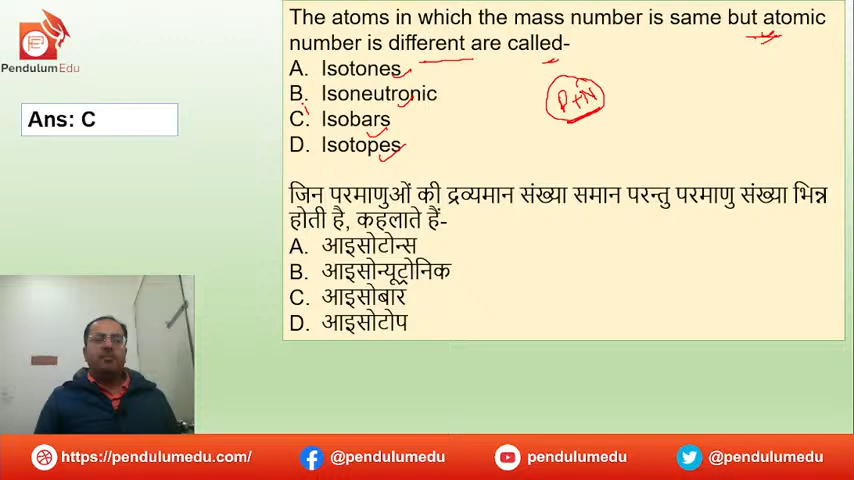 The atoms in which the mass number is same but atomic
number is different are called-
A. Isotones
B. Isoneutronic
C. Isobars
D. Isotopes
P+N
PendulumEdu
Ans: C
जिन परमाणुओं की द्रव्यमान संख्या समान परन्तु परमाणु संख्या भिन्न
होती है, कहलाते हैं-
A. आइसोटोन्स
B. आइसोन्यूट्रोनिक
C. आइसोबार
D. आइसोटोप
https://pendulumedu.com/
@pendulumedu
pendulumedu
@pendulumedu